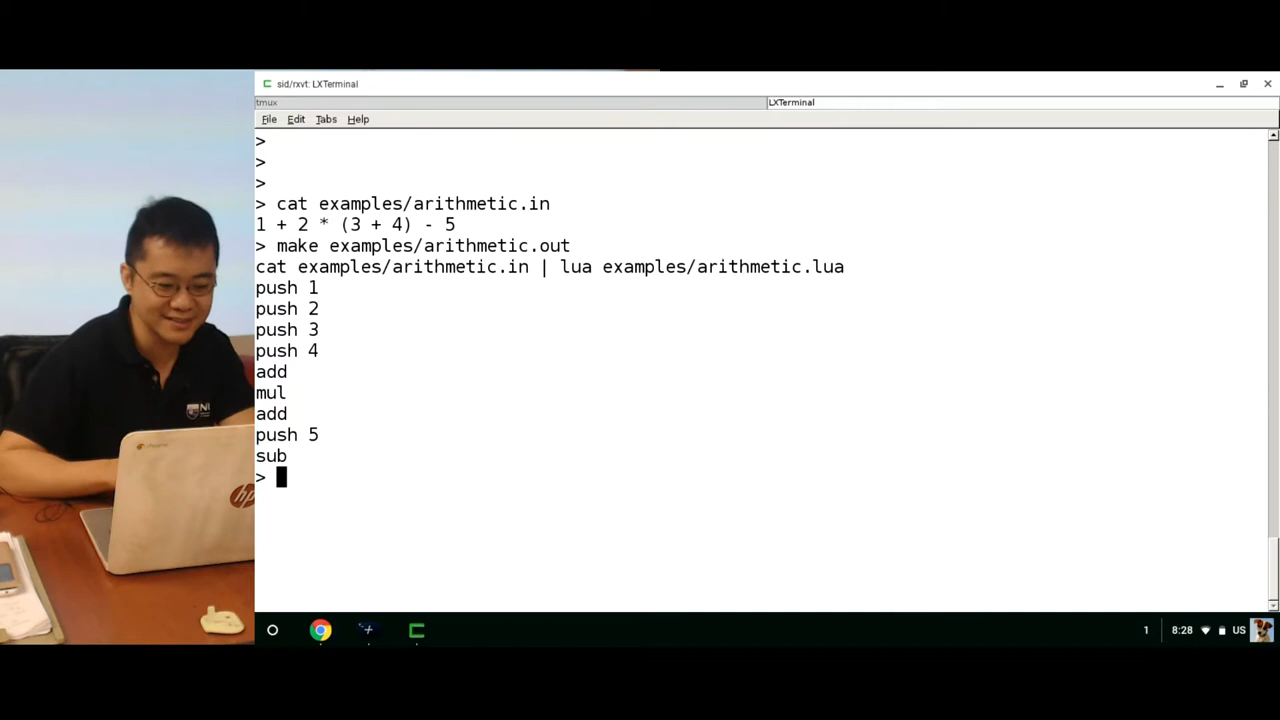 sid/rxvt: LXTerminal
tmux
LXTerminal
File Edit Tabs Help
>
>
>
> cat examples/arithmetic.in
1 + 2 * (3 + 4) - 5
> make examples/arithmetic.out
cat examples/arithmetic.in | lua examples/arithmetic.lua
push 1
push 2
push 3
push 4
add
mul
add
push 5
sub
>
hp
1 8:28 US